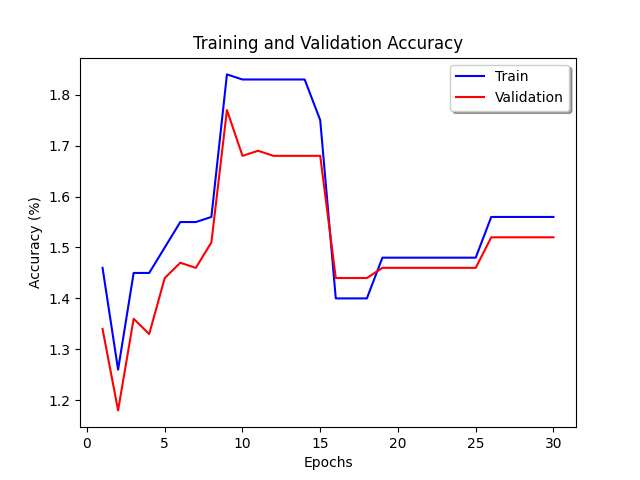 Training and Validation Accuracy
Train
Validation
1.8
1.7
1.6
1.5
1.4
1.3
1.2
Accuracy (%)
0 5 10 15 20 25 30
Epochs